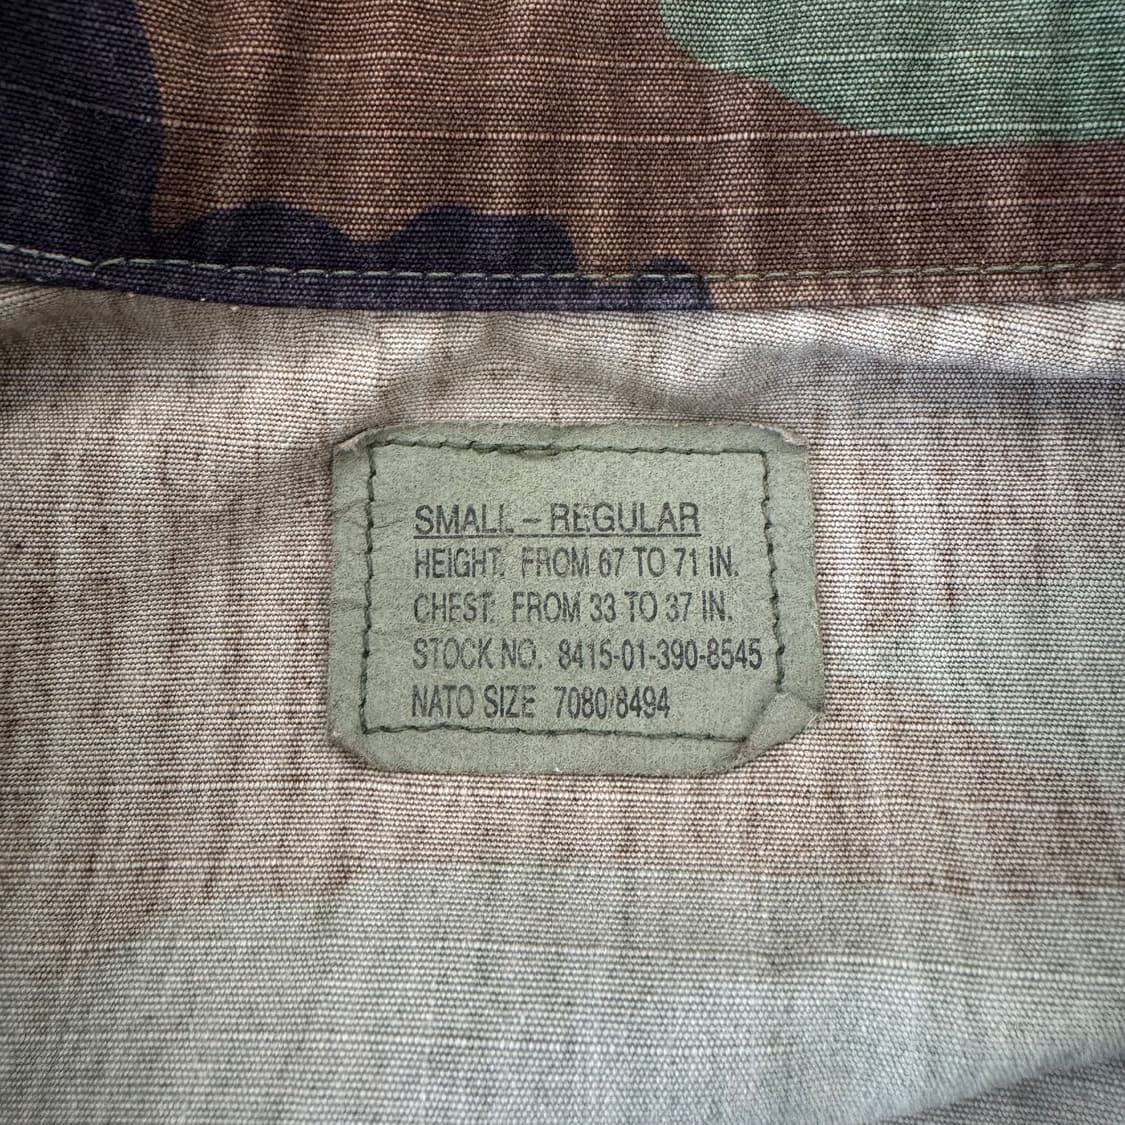 SMALL – REGULAR
HEIGHT: FROM 67 TO 71 IN.
CHEST: FROM 33 TO 37 IN.
STOCK NO. 8415-01-390-8545
NATO SIZE 7080/8494